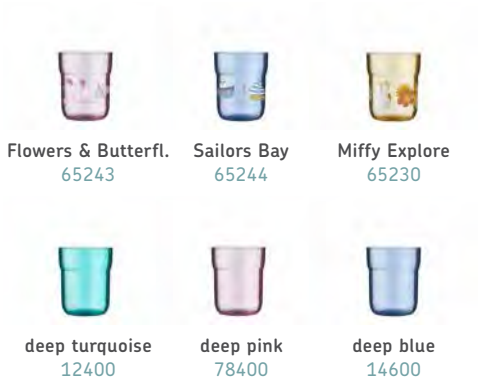 Flowers & Butterfl.
65243
Sailors Bay
65244
Miffy Explore
65230
deep turquoise
12400
deep pink
78400
deep blue
14600